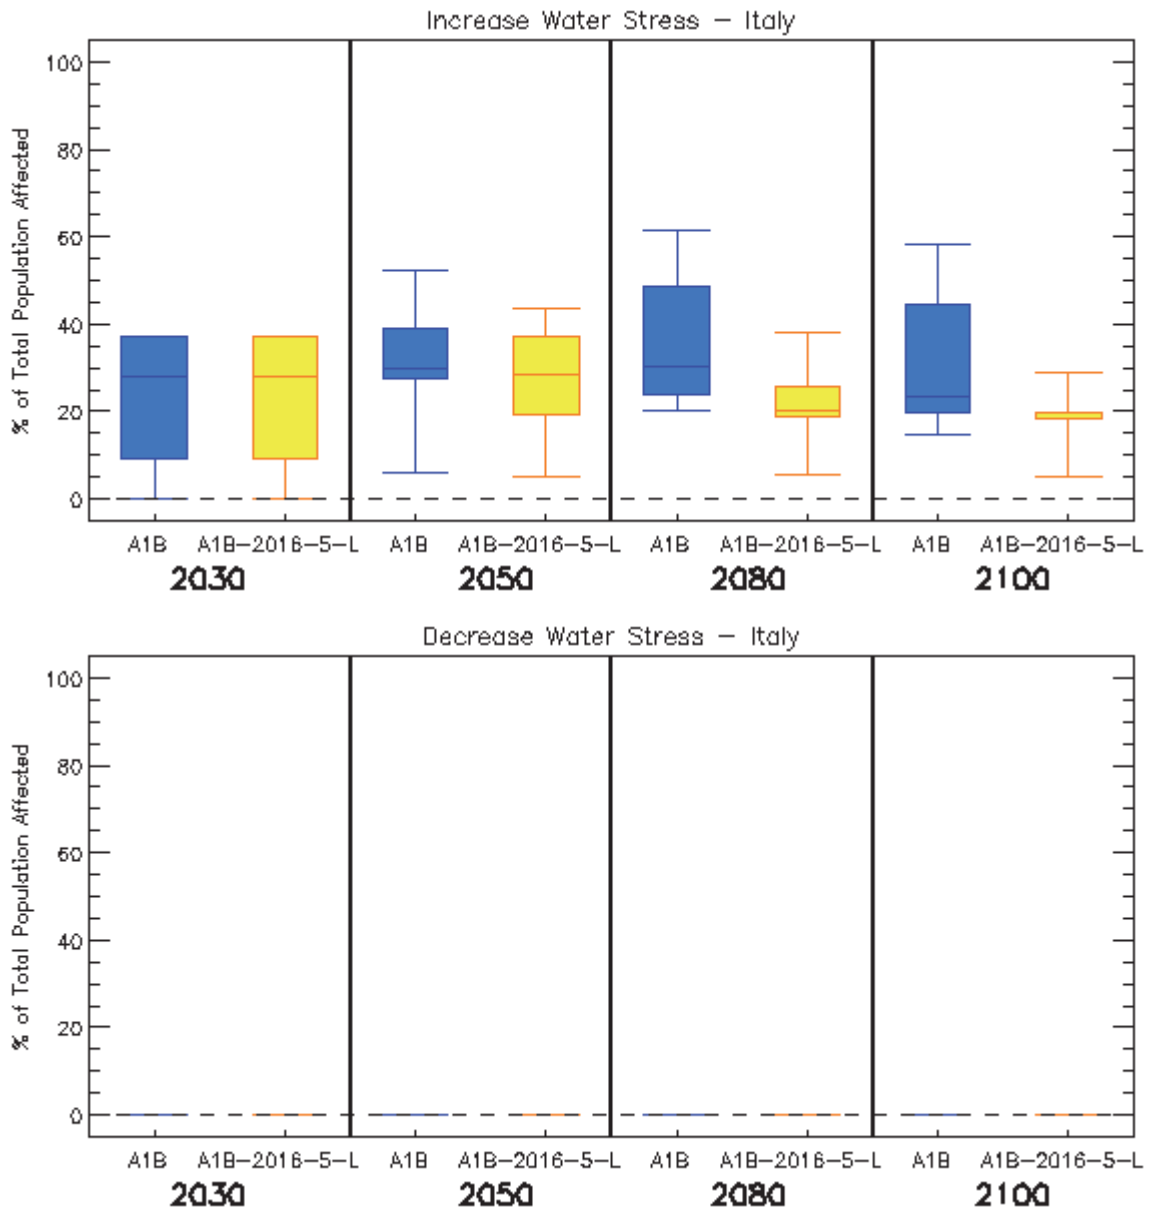 Increase Water Stress – Italy
% of Total Population Affected
100
80
60
40
20
0
A1B A1B–2016–5–L A1B A1B–2016–5–L A1B A1B–2016–5–L A1B A1B–2016–5–L
2030 2050 2080 2100
Decrease Water Stress – Italy
% of Total Population Affected
100
80
60
40
20
0
A1B A1B–2016–5–L A1B A1B–2016–5–L A1B A1B–2016–5–L A1B A1B–2016–5–L
2030 2050 2080 2100